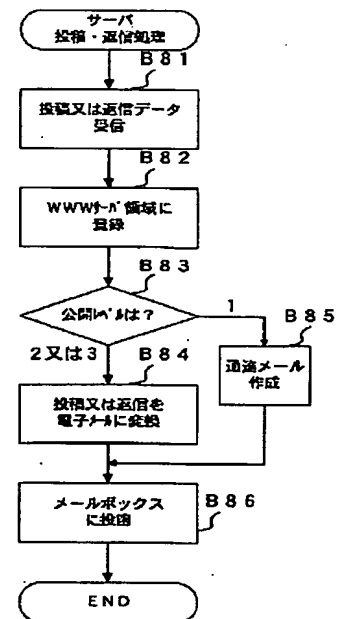 サーバ
投稿・返信処理
B81
投稿又は返信データ
受信
B82
WWWサーバ領域に
登録
B83
公開レベルは？
1
B85
2又は3
B84
通知メール
作成
投稿又は返信を
電子メールに変換
メールボックス
に投函
B86
END